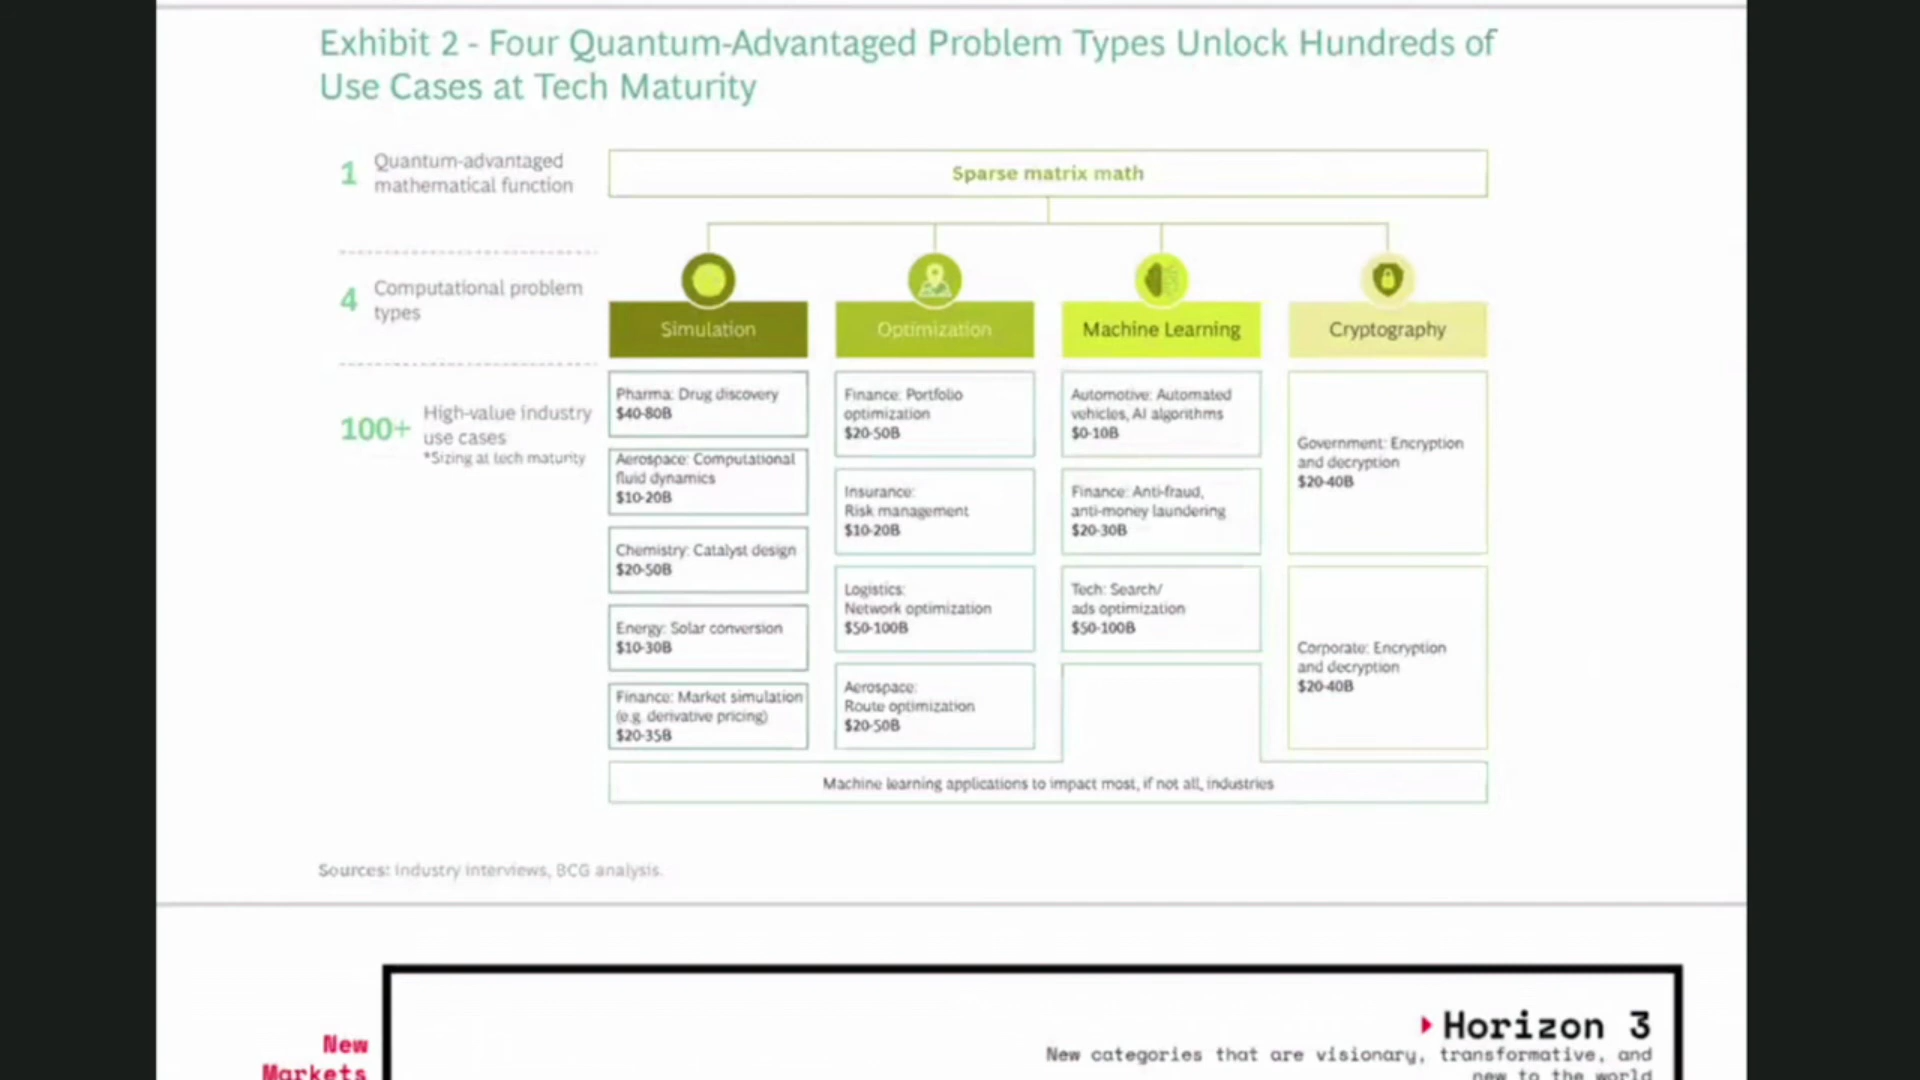 Exhibit 2 - Four Quantum-Advantaged Problem Types Unlock Hundreds of
Use Cases at Tech Maturity
1 Quantum-advantaged
mathematical function
Sparse matrix math
4 Computational problem
types
Simulation
Optimization
Machine Learning
Cryptography
100+ High-value industry
use cases
*Sizing at tech maturity
Pharma: Drug discovery
$40-80B
Aerospace: Computational
fluid dynamics
$10-20B
Chemistry: Catalyst design
$20-50B
Energy: Solar conversion
$10-30B
Finance: Market simulation
(e.g. derivative pricing)
$20-35B
Finance: Portfolio
optimization
$20-50B
Insurance:
Risk management
$10-20B
Logistics:
Network optimization
$50-100B
Aerospace:
Route optimization
$20-50B
Automotive: Automated
vehicles, AI algorithms
$0-10B
Finance: Anti-fraud,
anti-money laundering
$20-30B
Tech: Search/
ads optimization
$50-100B
Government: Encryption
and decryption
$20-40B
Corporate: Encryption
and decryption
$20-40B
Machine learning applications to impact most, if not all, industries
Sources: Industry interviews, BCG analysis.
New
Markets
Horizon 3
New categories that are visionary, transformative, and
new to the world